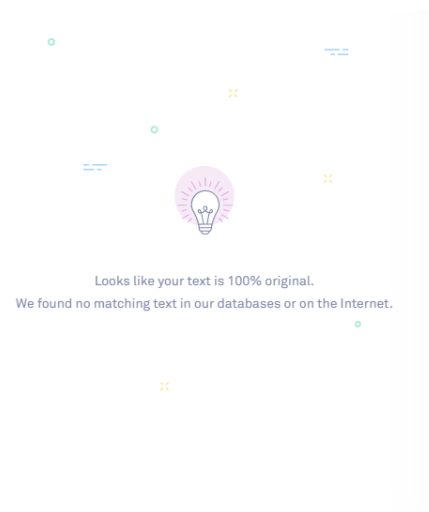 Looks like your text is 100% original.
We found no matching text in our databases or on the Internet.